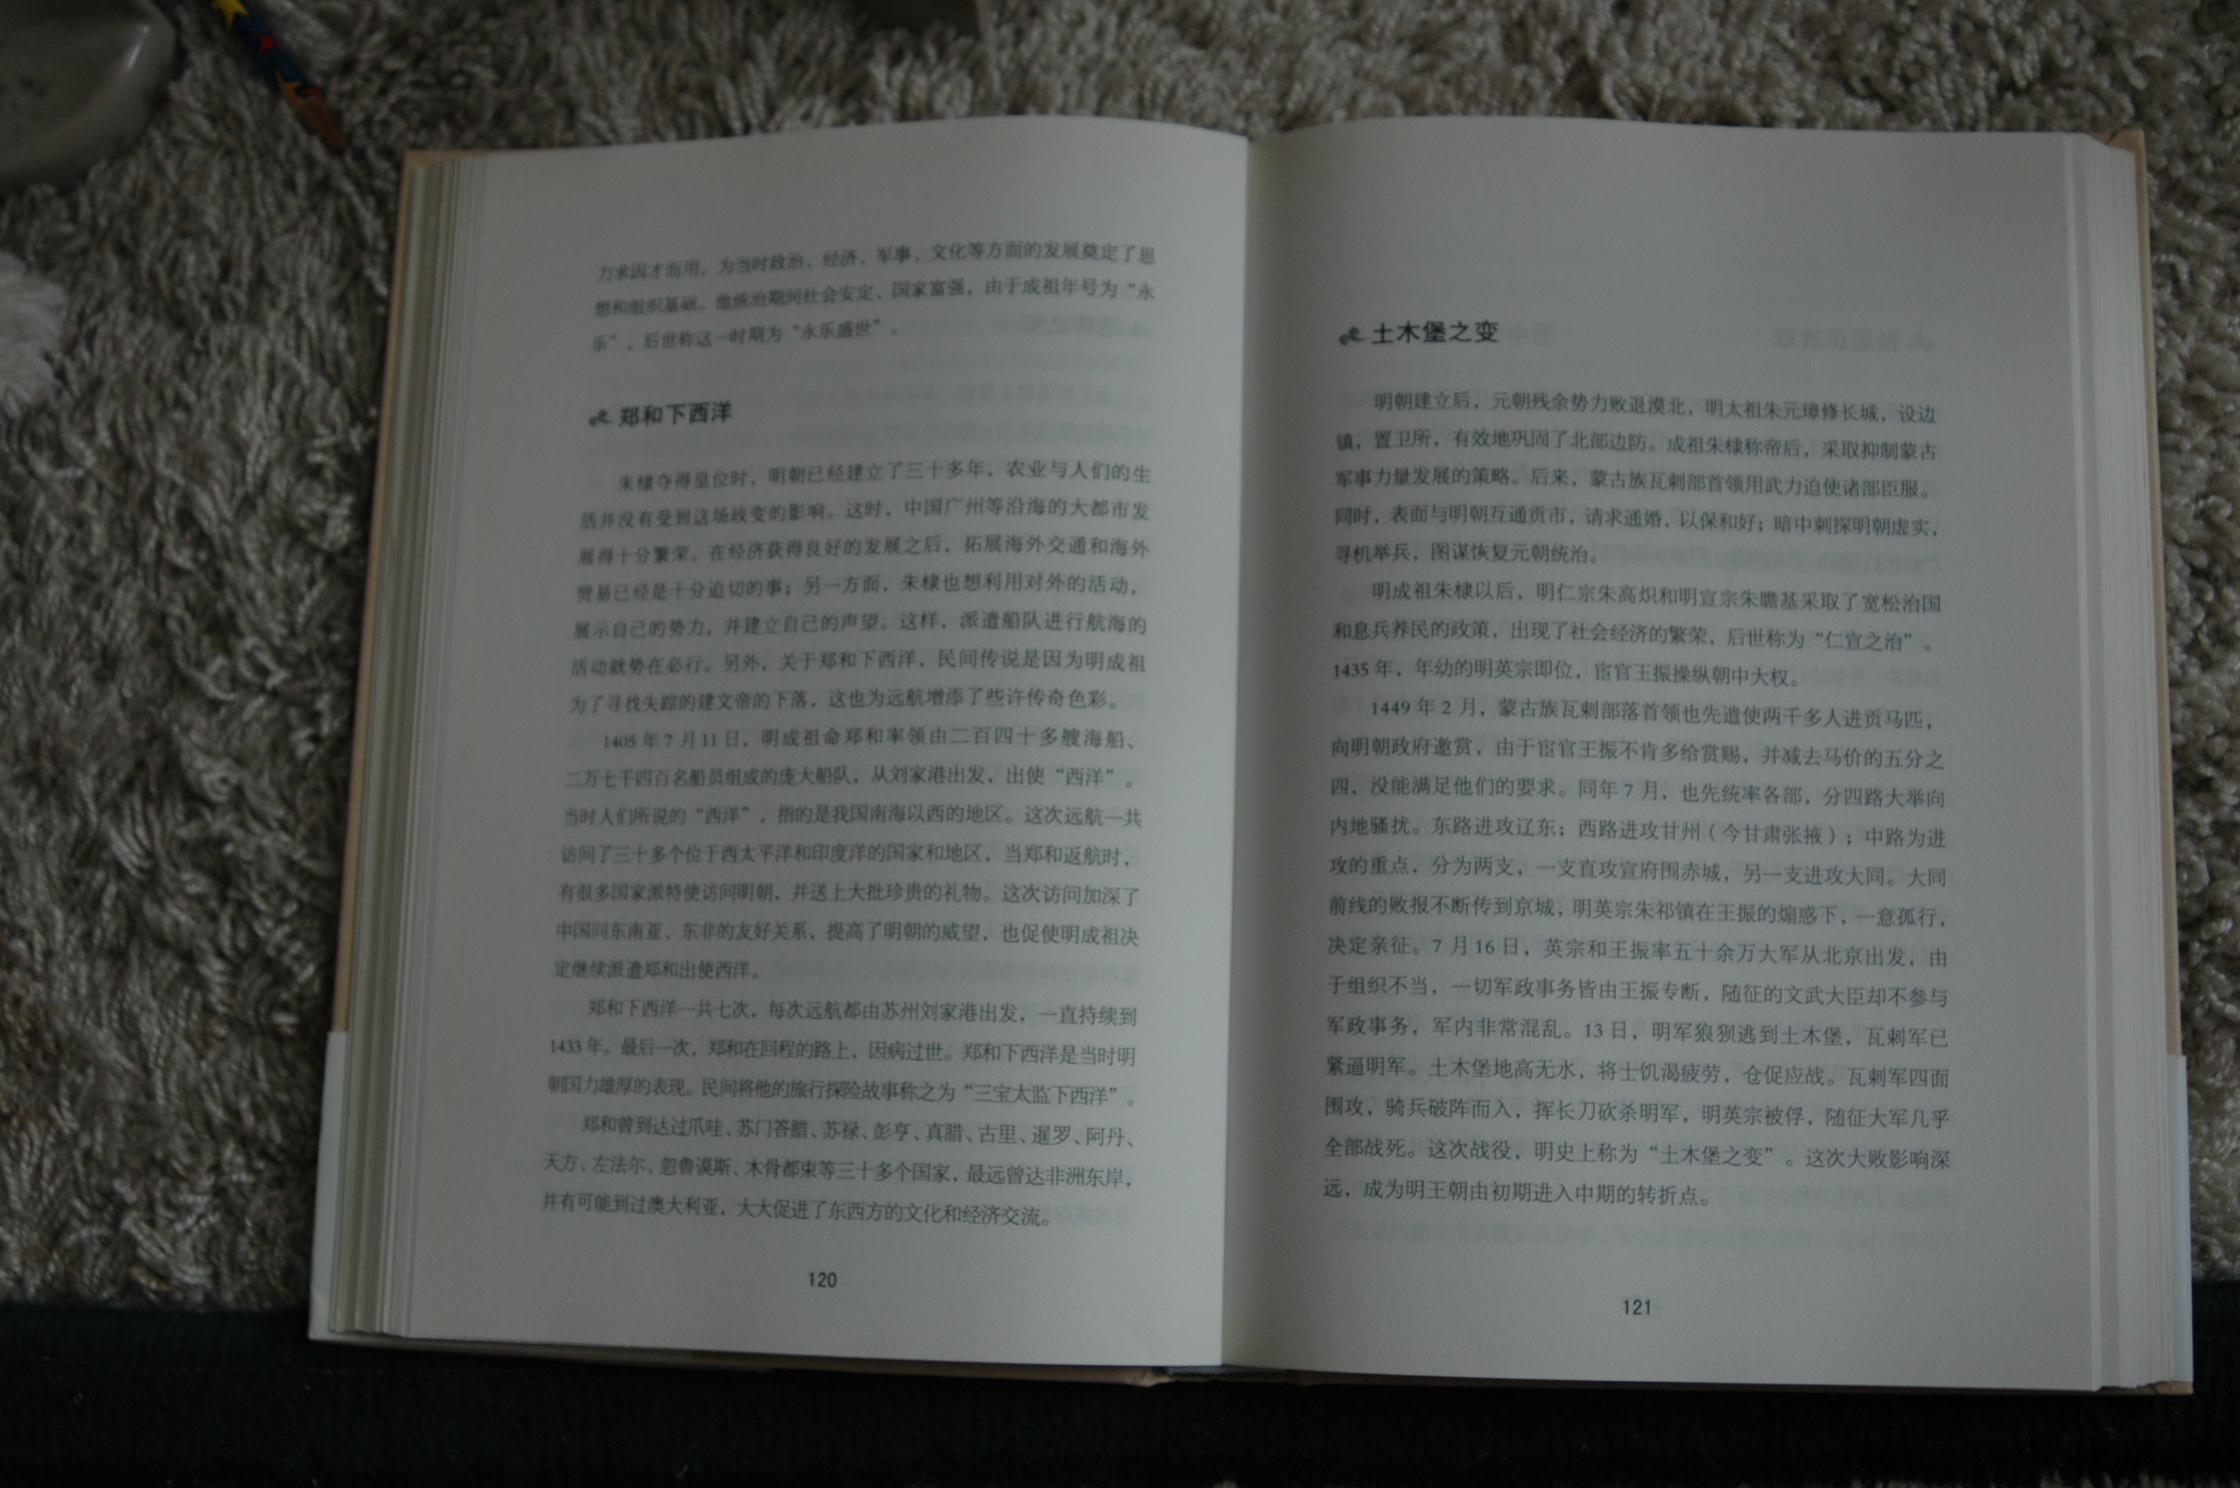 力求因才而用，为当时政治、经济、军事、文化等方面的发展奠定了思
想和组织基础。他统治期间社会安定、国家富强，由于成祖年号为“永
乐”，后世称这一时期为“永乐盛世”。
郑和下西洋
朱棣夺得皇位时，明朝已经建立了三十多年，农业与人们的生
活并没有受到这场政变的影响。这时，中国广州等沿海的大都市发
展得十分繁荣。在经济获得良好的发展之后，拓展海外交通和海外
贸易已经是十分迫切的事；另一方面，朱棣也想利用对外的活动，
展示自己的势力，并建立自己的声望。这样，派遣船队进行航海的
活动就势在必行。另外，关于郑和下西洋，民间传说是因为明成祖
为了寻找失踪的建文帝的下落，这也为远航增添了些许传奇色彩。
1405 年 7 月 11 日，明成祖命郑和率领由二百四十多艘海船、
二万七千四百名船员组成的庞大船队，从刘家港出发，出使“西洋”。
当时人们所说的“西洋”，指的是我国南海以西的地区。这次远航一共
访问了三十多个位于西太平洋和印度洋的国家和地区，当郑和返航时，
有很多国家派特使访问明朝，并送上大批珍贵的礼物。这次访问加深了
中国同东南亚、东非的友好关系，提高了明朝的威望，也促使明成祖决
定继续派遣郑和出使西洋。
郑和下西洋一共七次，每次远航都由苏州刘家港出发，一直持续到
1433 年。最后一次，郑和在回程的路上，因病过世。郑和下西洋是当时明
朝国力雄厚的表现。民间将他的旅行探险故事称之为“三宝太监下西洋”。
郑和曾到达过爪哇、苏门答腊、苏禄、彭亨、真腊、古里、暹罗、阿丹、
天方、左法尔、忽鲁谟斯、木骨都束等三十多个国家，最远曾达非洲东岸，
并有可能到过澳大利亚，大大促进了东西方的文化和经济交流。
120
土木堡之变
明朝建立后，元朝残余势力败退漠北，明太祖朱元璋修长城，设边
镇，置卫所，有效地巩固了北部边防。成祖朱棣称帝后，采取抑制蒙古
军事力量发展的策略。后来，蒙古族瓦剌部首领用武力迫使诸部臣服。
同时，表面与明朝互通贡市，请求通婚，以保和好；暗中刺探明朝虚实，
寻机举兵，图谋恢复元朝统治。
明成祖朱棣以后，明仁宗朱高炽和明宣宗朱瞻基采取了宽松治国
和息兵养民的政策，出现了社会经济的繁荣，后世称为“仁宣之治”。
1435 年，年幼的明英宗即位，宦官王振操纵朝中大权。
1449 年 2 月，蒙古族瓦剌部落首领也先遣使两千多人进贡马匹，
向明朝政府邀赏，由于宦官王振不肯多给赏赐，并减去马价的五分之
四，没能满足他们的要求。同年 7 月，也先统率各部，分四路大举向
内地骚扰。东路进攻辽东；西路进攻甘州（今甘肃张掖）；中路为进
攻的重点，分为两支，一支直攻宣府围赤城，另一支进攻大同。大同
前线的败报不断传到京城，明英宗朱祁镇在王振的煽惑下，一意孤行，
决定亲征。7 月 16 日，英宗和王振率五十余万大军从北京出发，由
于组织不当，一切军政事务皆由王振专断，随征的文武大臣却不参与
军政事务，军内非常混乱。13 日，明军狼狈逃到土木堡，瓦剌军已
紧逼明军。土木堡地高无水，将士饥渴疲劳，仓促应战。瓦剌军四面
围攻，骑兵破阵而入，挥长刀砍杀明军，明英宗被俘，随征大军几乎
全部战死。这次战役，明史上称为“土木堡之变”。这次大败影响深
远，成为明王朝由初期进入中期的转折点。
121